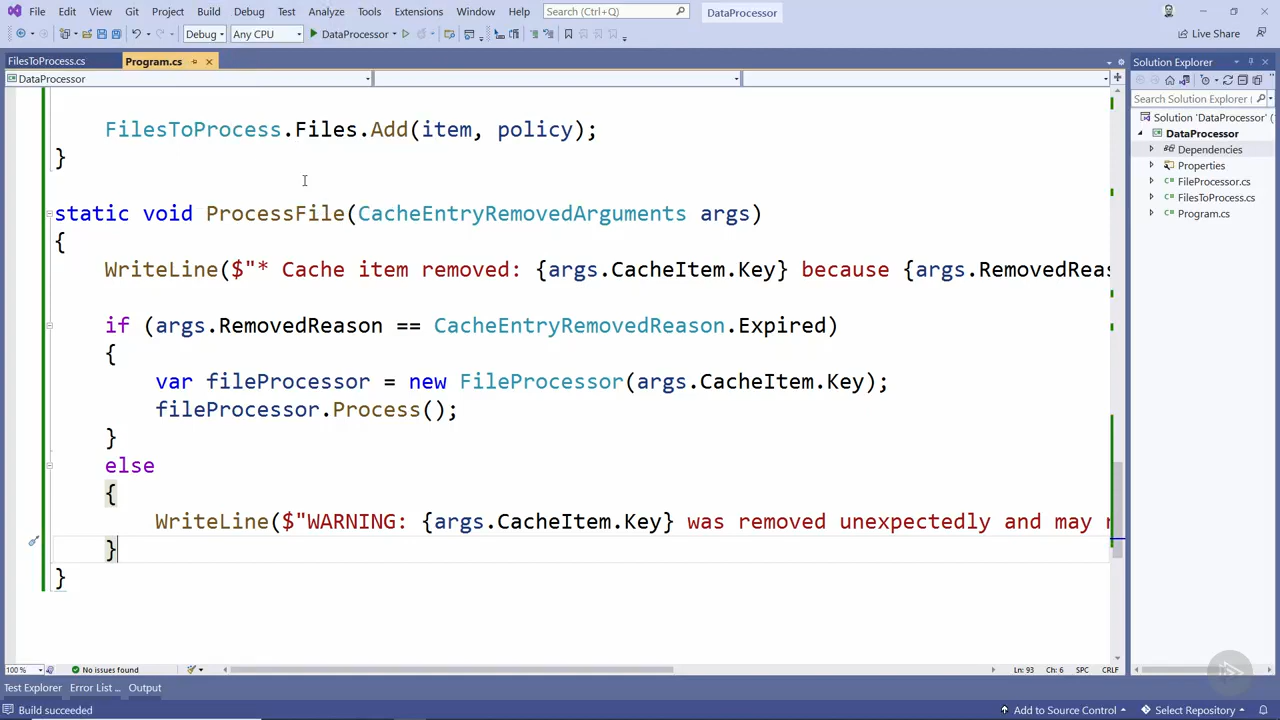 File Edit View Git Project Build Debug Test Analyze Tools Extensions Window Help Search (Ctrl+Q) DataProcessor
Debug Any CPU DataProcessor Live Share
FilesToProcess.cs Program.cs
DataProcessor
FilesToProcess.Files.Add(item, policy);
}
static void ProcessFile(CacheEntryRemovedArguments args)
{
WriteLine($"* Cache item removed: {args.CacheItem.Key} because {args.RemovedReas
if (args.RemovedReason == CacheEntryRemovedReason.Expired)
{
var fileProcessor = new FileProcessor(args.CacheItem.Key);
fileProcessor.Process();
}
else
{
WriteLine($"WARNING: {args.CacheItem.Key} was removed unexpectedly and may
}
}
Solution Explorer
Search Solution Explorer (
Solution 'DataProcessor'
DataProcessor
Dependencies
Properties
FileProcessor.cs
FilesToProcess.cs
Program.cs
100 % No issues found Ln: 93 Ch: 6 SPC CRLF
Test Explorer Error List ... Output
Build succeeded Add to Source Control Select Repository